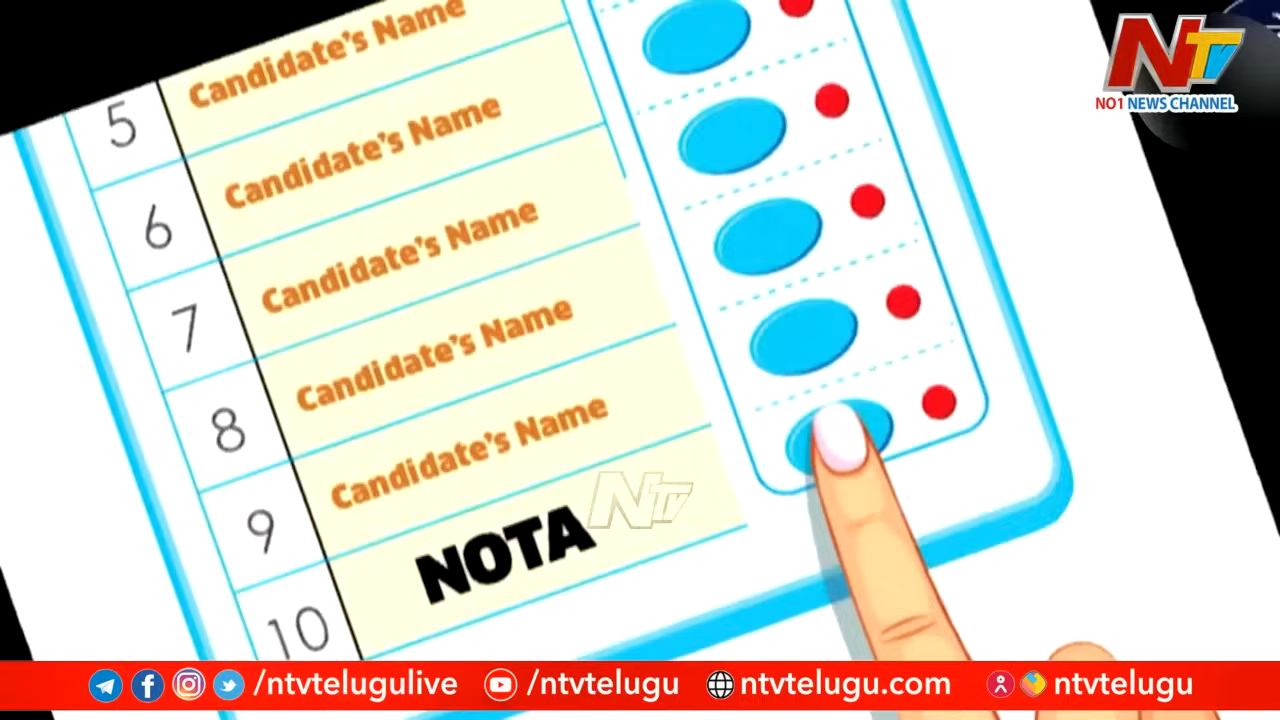 NTV
NO1 NEWS CHANNEL
5 Candidate's Name
6 Candidate's Name
7 Candidate's Name
8 Candidate's Name
9 Candidate's Name
10 NOTA
NTV
/ntvtelugulive
/ntvtelugu
ntvtelugu.com
ntvtelugu